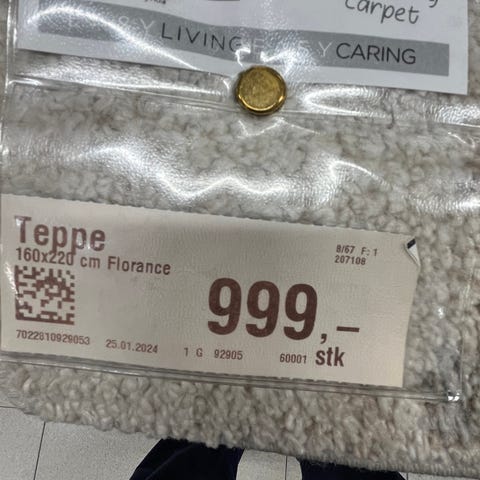 Carpet
LIVING
CARING
Teppe
160x220 cm Florance
8/67 F: 1
207108
999,–
7022810929053
25.01.2024
1 G 92905
60001 stk